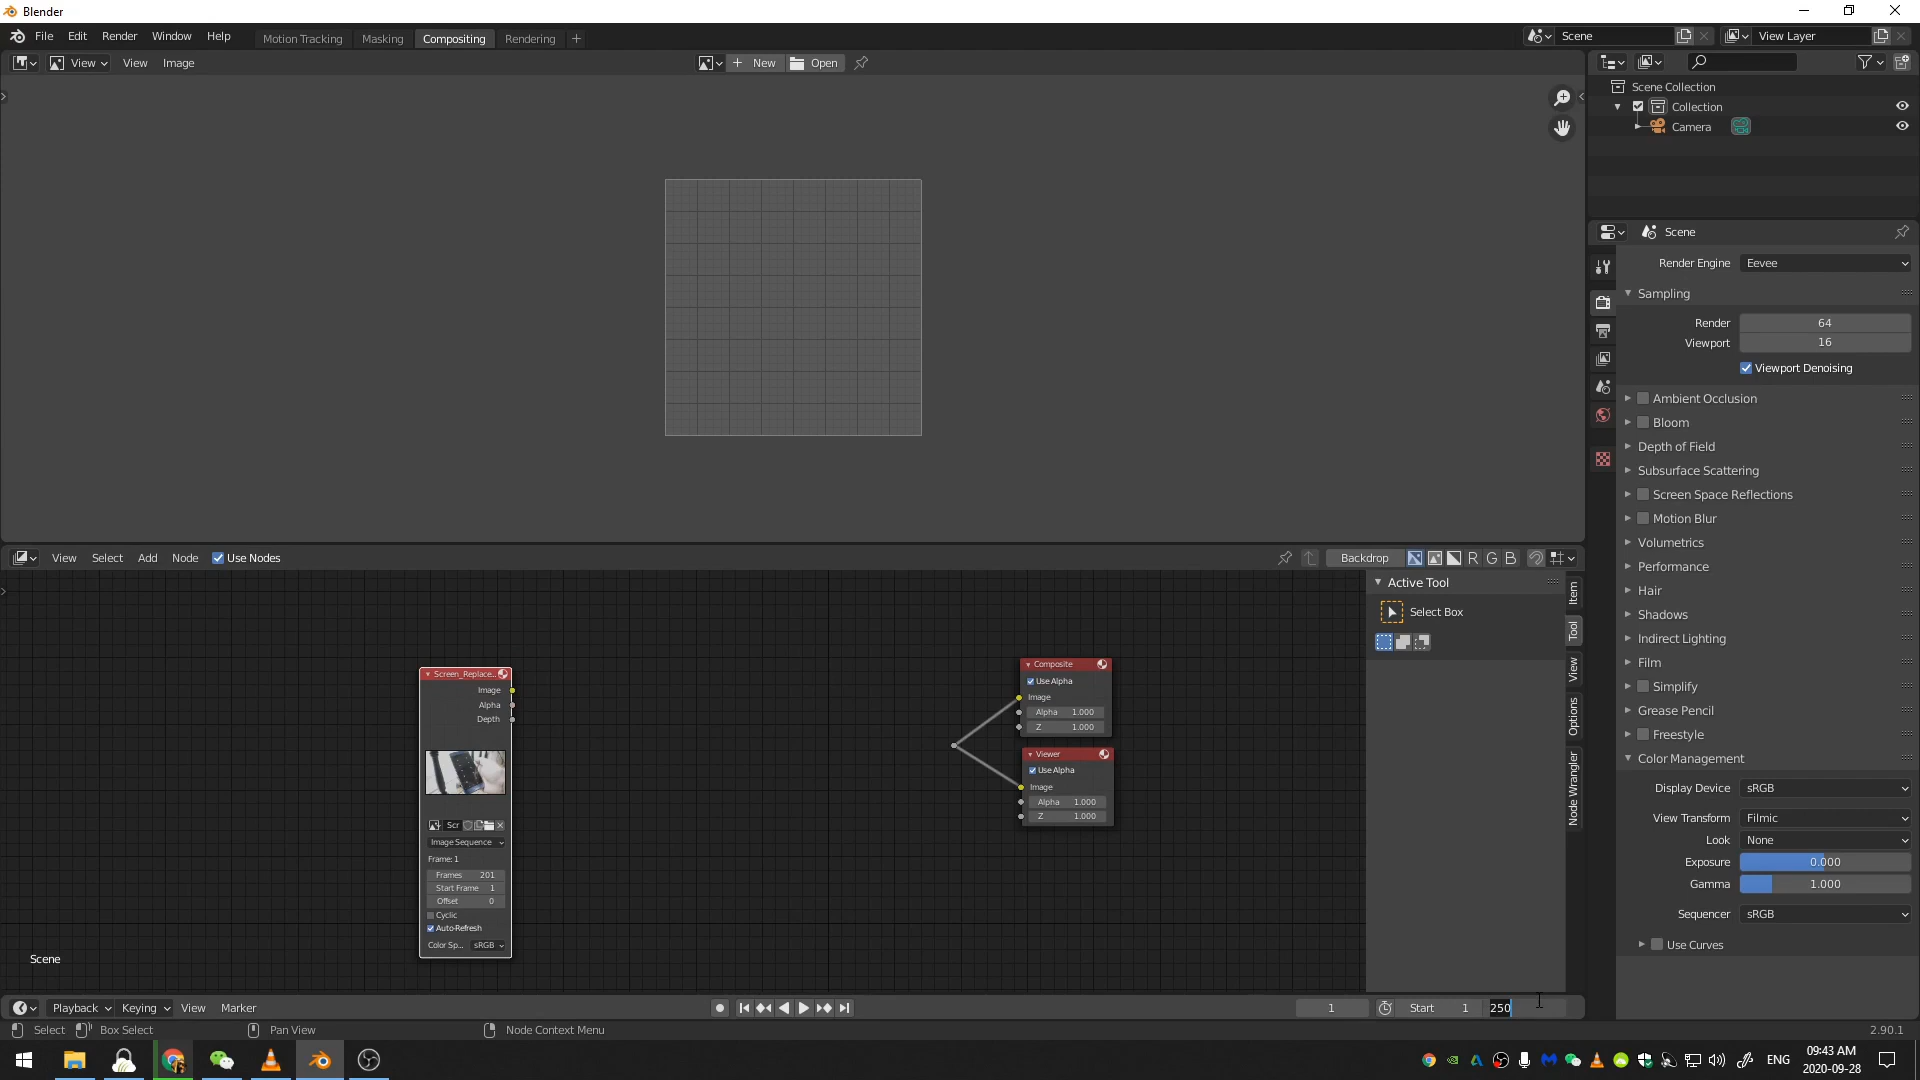 Blender
File Edit Render Window Help Motion Tracking Masking Compositing Rendering + Scene View Layer
View View Image + New Open
Scene Collection
Collection
Camera
Scene
Render Engine Eevee
Sampling
Render 64
Viewport 16
Viewport Denoising
Ambient Occlusion
Bloom
Depth of Field
Subsurface Scattering
Screen Space Reflections
Motion Blur
Volumetrics
Performance
Hair
Shadows
Indirect Lighting
Film
Simplify
Grease Pencil
Freestyle
Color Management
Display Device sRGB
View Transform Filmic
Look None
Exposure 0.000
Gamma 1.000
Sequencer sRGB
Use Curves
View Select Add Node Use Nodes Backdrop R G B
Active Tool
Select Box
Item
Tool
View
Options
Node Wrangler
Screen_Replace..
Image
Alpha
Depth
Scr
Image Sequence
Frame: 1
Frames 201
Start Frame 1
Offset 0
Cyclic
Auto-Refresh
Color Sp... sRGB
Composite
Use Alpha
Image
Alpha 1.000
Z 1.000
Viewer
Use Alpha
Image
Alpha 1.000
Z 1.000
Scene
Playback Keying View Marker 1 Start 1 250
Select Box Select Pan View Node Context Menu 2.90.1
ENG 09:43 AM
2020-09-28